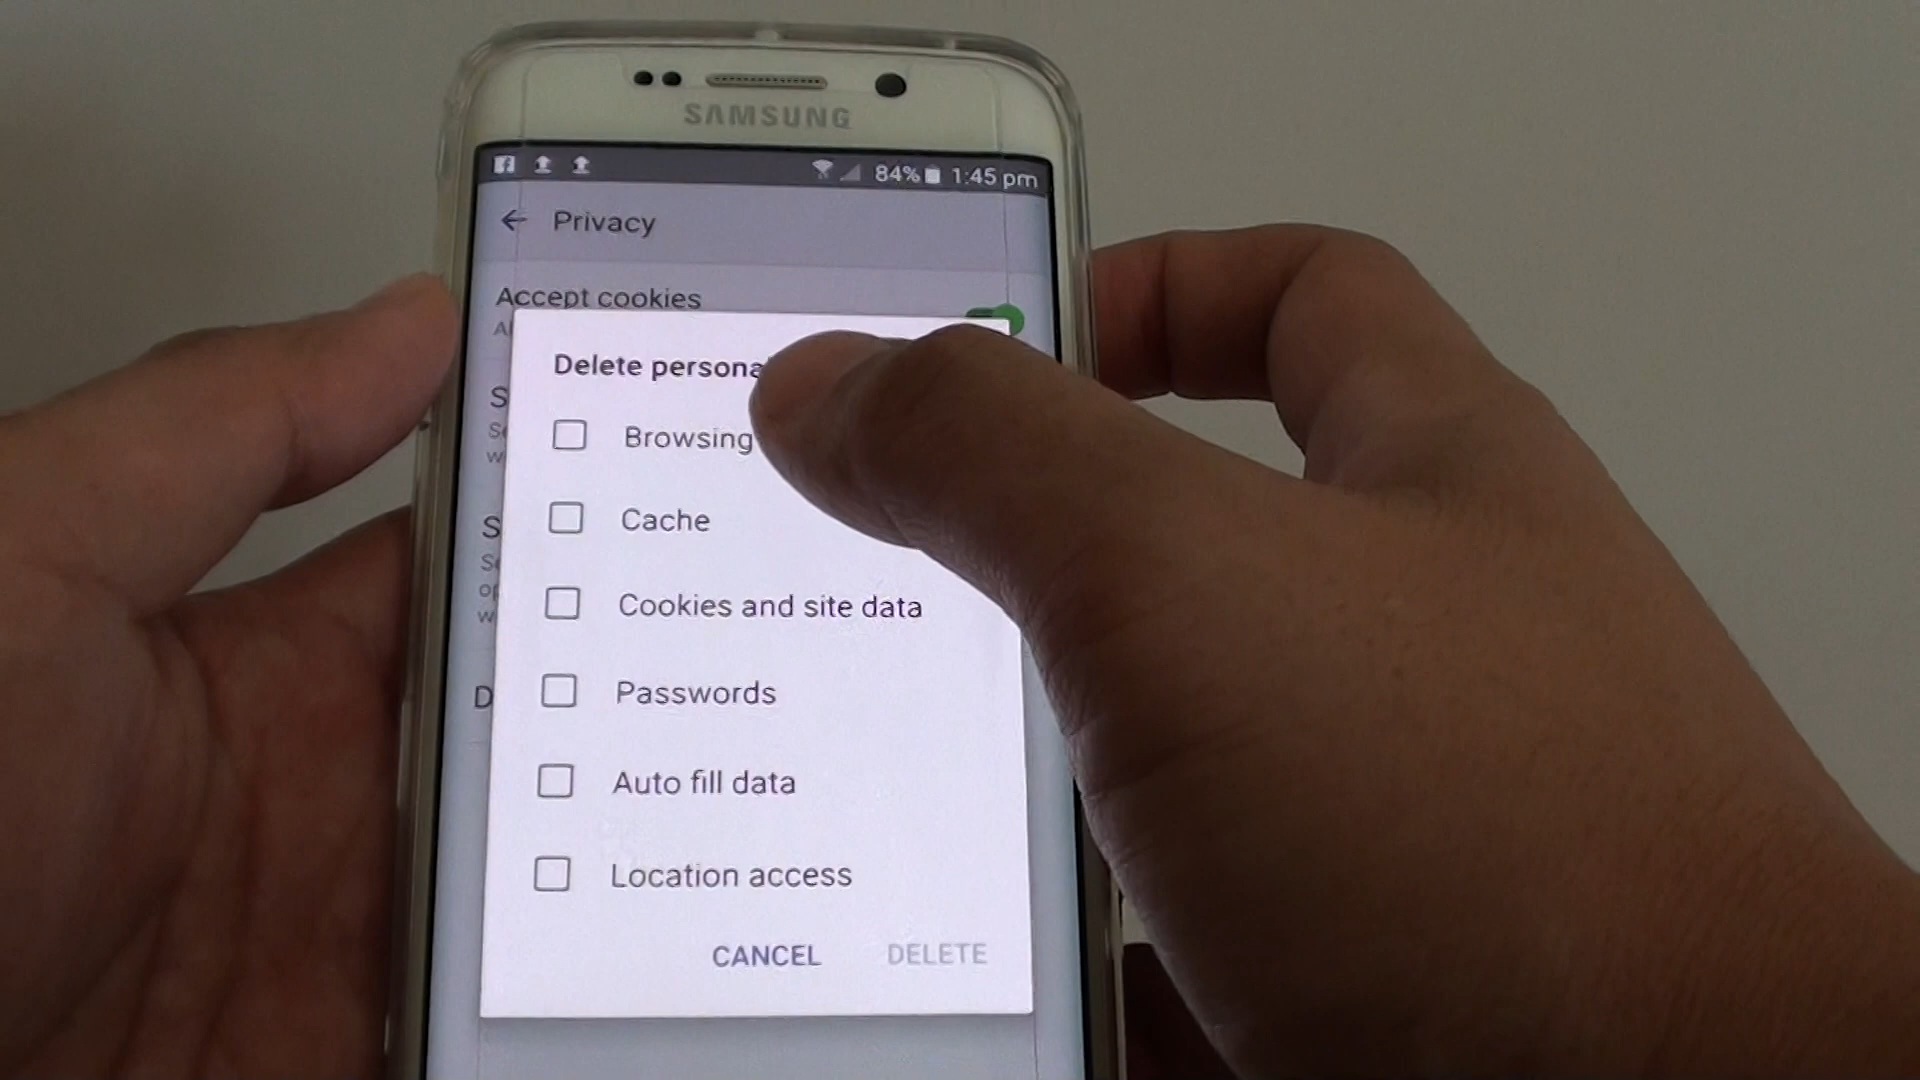 SAMSUNG
84% 1:45 pm
Privacy
Accept cookies
Delete persona
Browsing
Cache
Cookies and site data
Passwords
Auto fill data
Location access
CANCEL DELETE